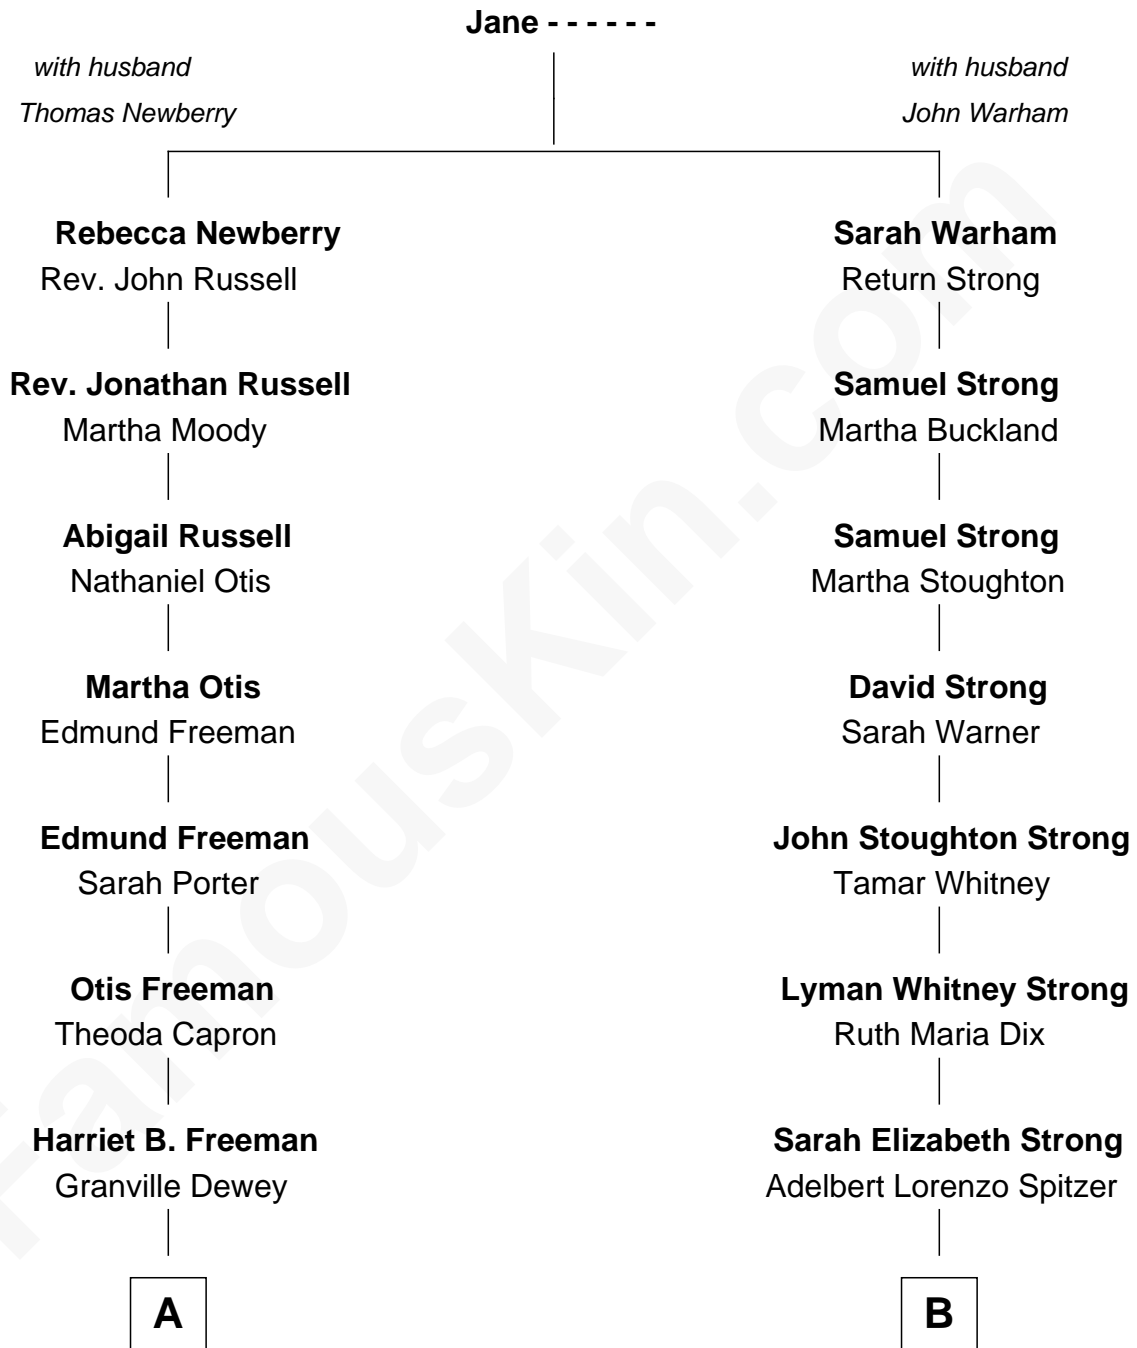 Jane - - - - - -
with husband
Thomas Newberry
with husband
John Warham
Rebecca Newberry
Rev. John Russell
Sarah Warham
Return Strong
Rev. Jonathan Russell
Martha Moody
Samuel Strong
Martha Buckland
Abigail Russell
Nathaniel Otis
Samuel Strong
Martha Stoughton
Martha Otis
Edmund Freeman
David Strong
Sarah Warner
Edmund Freeman
Sarah Porter
John Stoughton Strong
Tamar Whitney
Otis Freeman
Theoda Capron
Lyman Whitney Strong
Ruth Maria Dix
Harriet B. Freeman
Granville Dewey
Sarah Elizabeth Strong
Adelbert Lorenzo Spitzer
A
B
FamousKin.com